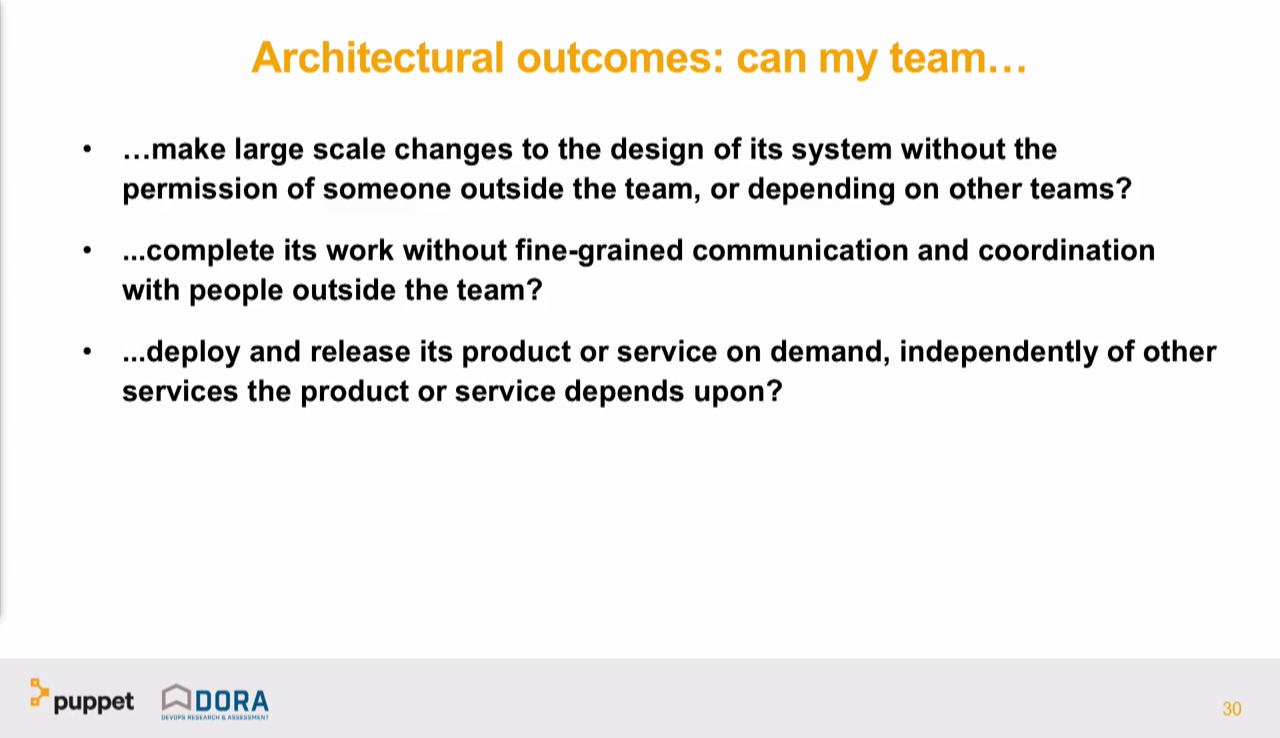 Architectural outcomes: can my team…
• …make large scale changes to the design of its system without the
permission of someone outside the team, or depending on other teams?
• ...complete its work without fine-grained communication and coordination
with people outside the team?
• ...deploy and release its product or service on demand, independently of other
services the product or service depends upon?
puppet
DORA
DEVOPS RESEARCH & ASSESSMENT
30